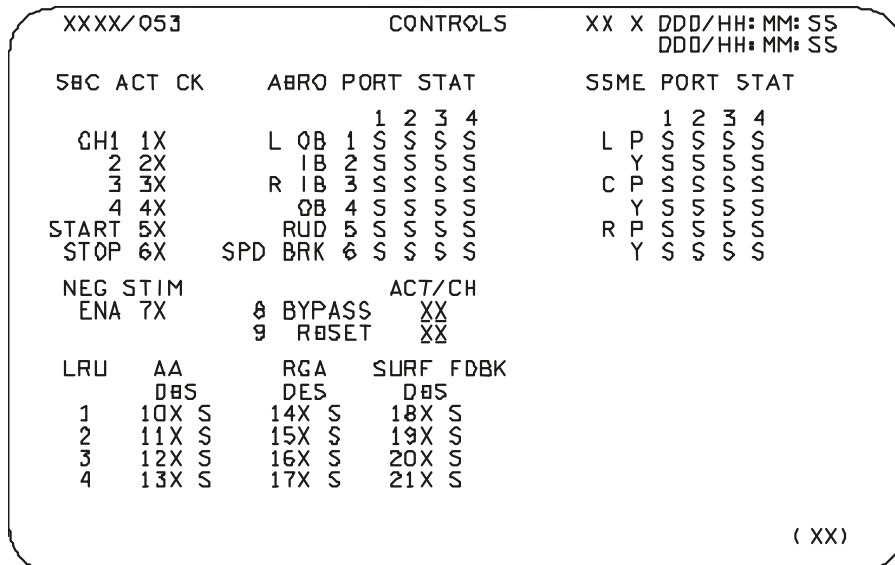 XXXX/053 CONTROLS XX X DDD/HH:MM:SS
DDD/HH:MM:SS
SEC ACT CK AERO PORT STAT SSME PORT STAT
1 2 3 4 1 2 3 4
CH1 1X L OB 1 S S S S L P S S S S
2 2X IB 2 S S S S Y S S S S
3 3X R IB 3 S S S S C P S S S S
4 4X OB 4 S S S S Y S S S S
START 5X RUD 5 S S S S R P S S S S
STOP 6X SPD BRK 6 S S S S Y S S S S
NEG STIM ACT/CH
ENA 7X 8 BYPASS XX
9 RESET XX
LRU AA RGA SURF FDBK
DES DES DES
1 10X S 14X S 18X S
2 11X S 15X S 19X S
3 12X S 16X S 20X S
4 13X S 17X S 21X S
(XX)